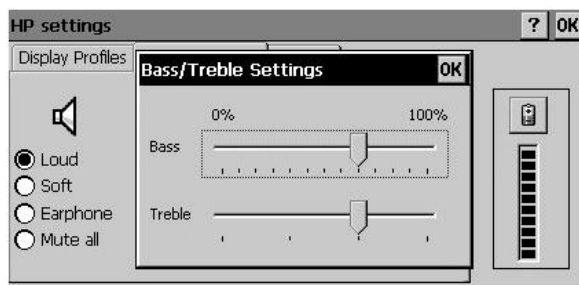 HP settings ? OK
Display Profiles
Bass/Treble Settings OK
0% 100%
Bass
Treble
Loud
Soft
Earphone
Mute all